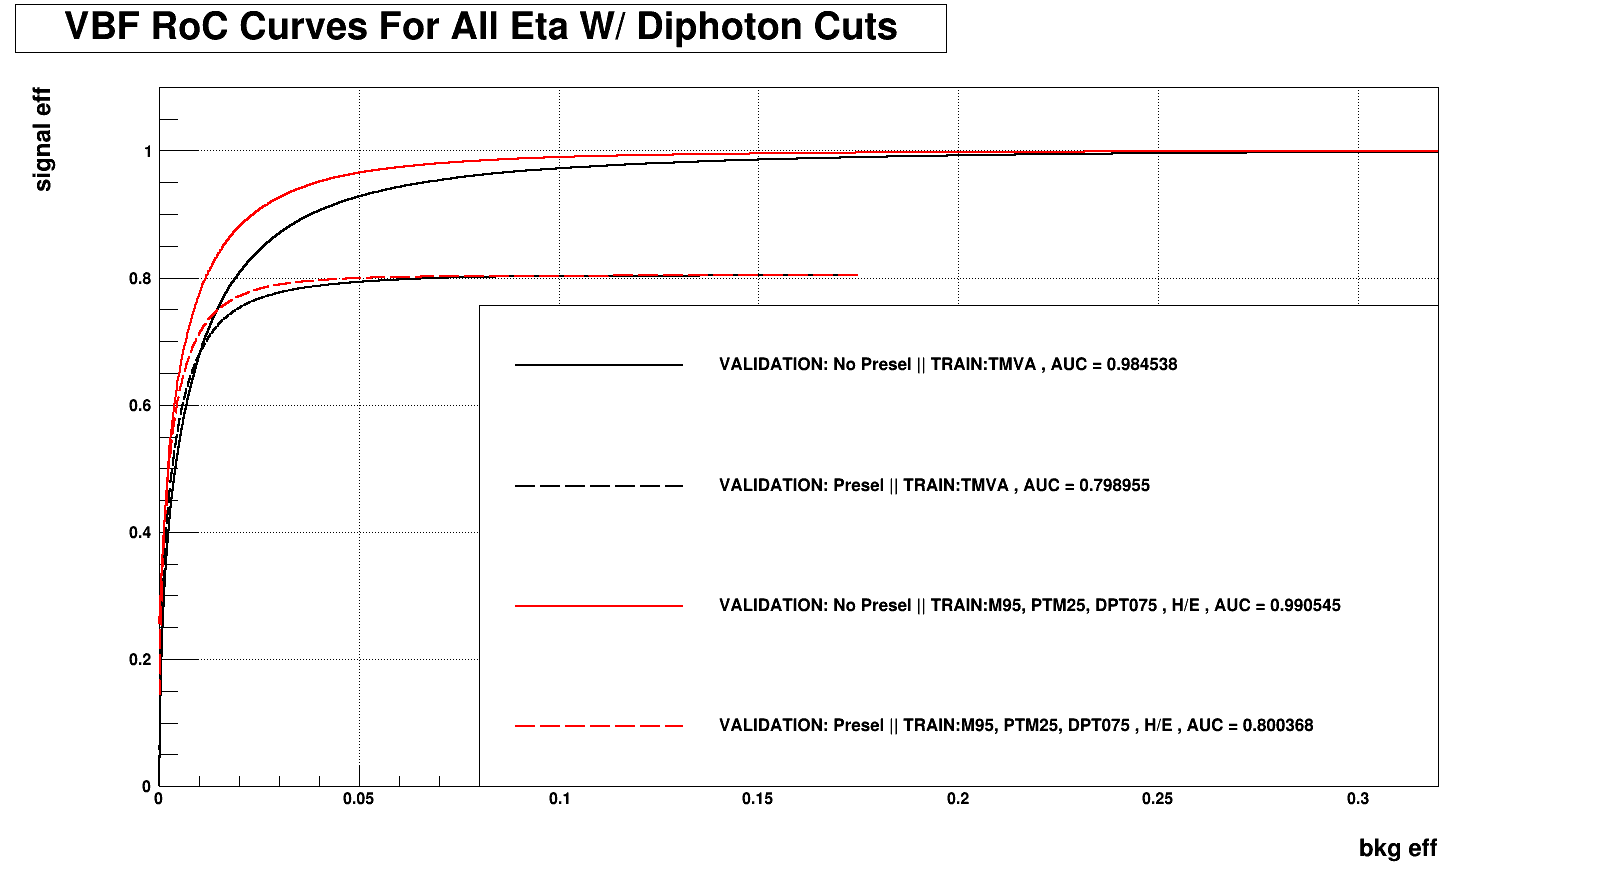 VBF RoC Curves For All Eta W/ Diphoton Cuts
signal eff
1
0.8
0.6
0.4
0.2
0
VALIDATION: No Presel || TRAIN:TMVA , AUC = 0.984538
VALIDATION: Presel || TRAIN:TMVA , AUC = 0.798955
VALIDATION: No Presel || TRAIN:M95, PTM25, DPT075 , H/E , AUC = 0.990545
VALIDATION: Presel || TRAIN:M95, PTM25, DPT075 , H/E , AUC = 0.800368
0 0.05 0.1 0.15 0.2 0.25 0.3
bkg eff